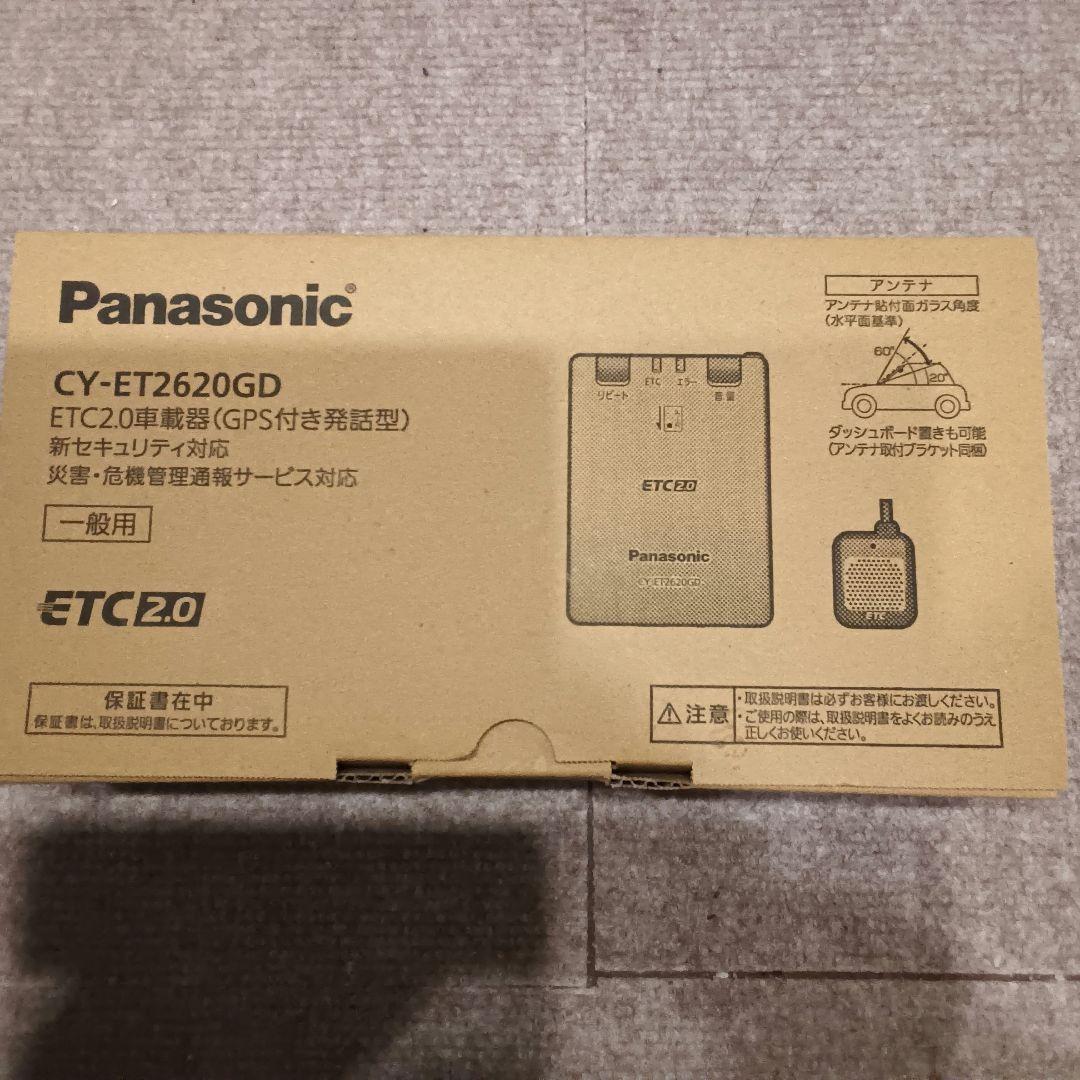 Panasonic®
CY-ET2620GD
ETC2.0車載器(GPS付き発話型)
新セキュリティ対応
災害・危機管理通報サービス対応
一般用
ETC2.0
保証書在中
保証書は、取扱説明書についております。
リピート
ETC
エラー
音量
ETC2.0
Panasonic
CY-ET2620GD
アンテナ
アンテナ貼付面ガラス角度
(水平面基準)
60°
20°
ダッシュボード置きも可能
(アンテナ取付ブラケット同梱)
ETC
注意
・取扱説明書は必ずお客様にお渡しください。
・ご使用の際は、取扱説明書をよくお読みのうえ
正しくお使いください。